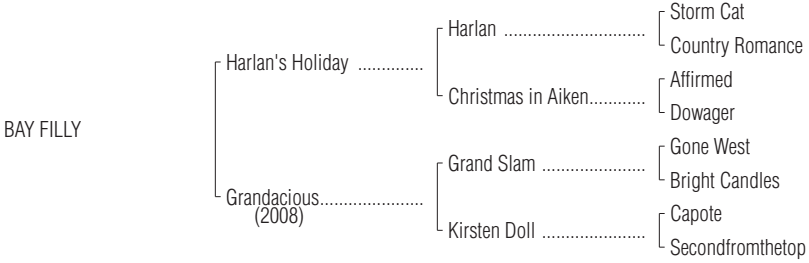 Storm Cat
Harlan ..............................
Country Romance
Harlan's Holiday ..............
Affirmed
Christmas in Aiken............
Dowager
BAY FILLY
Gone West
Grand Slam ......................
Bright Candles
Grandacious......................
(2008)
Capote
Kirsten Doll ......................
Secondfromthetop